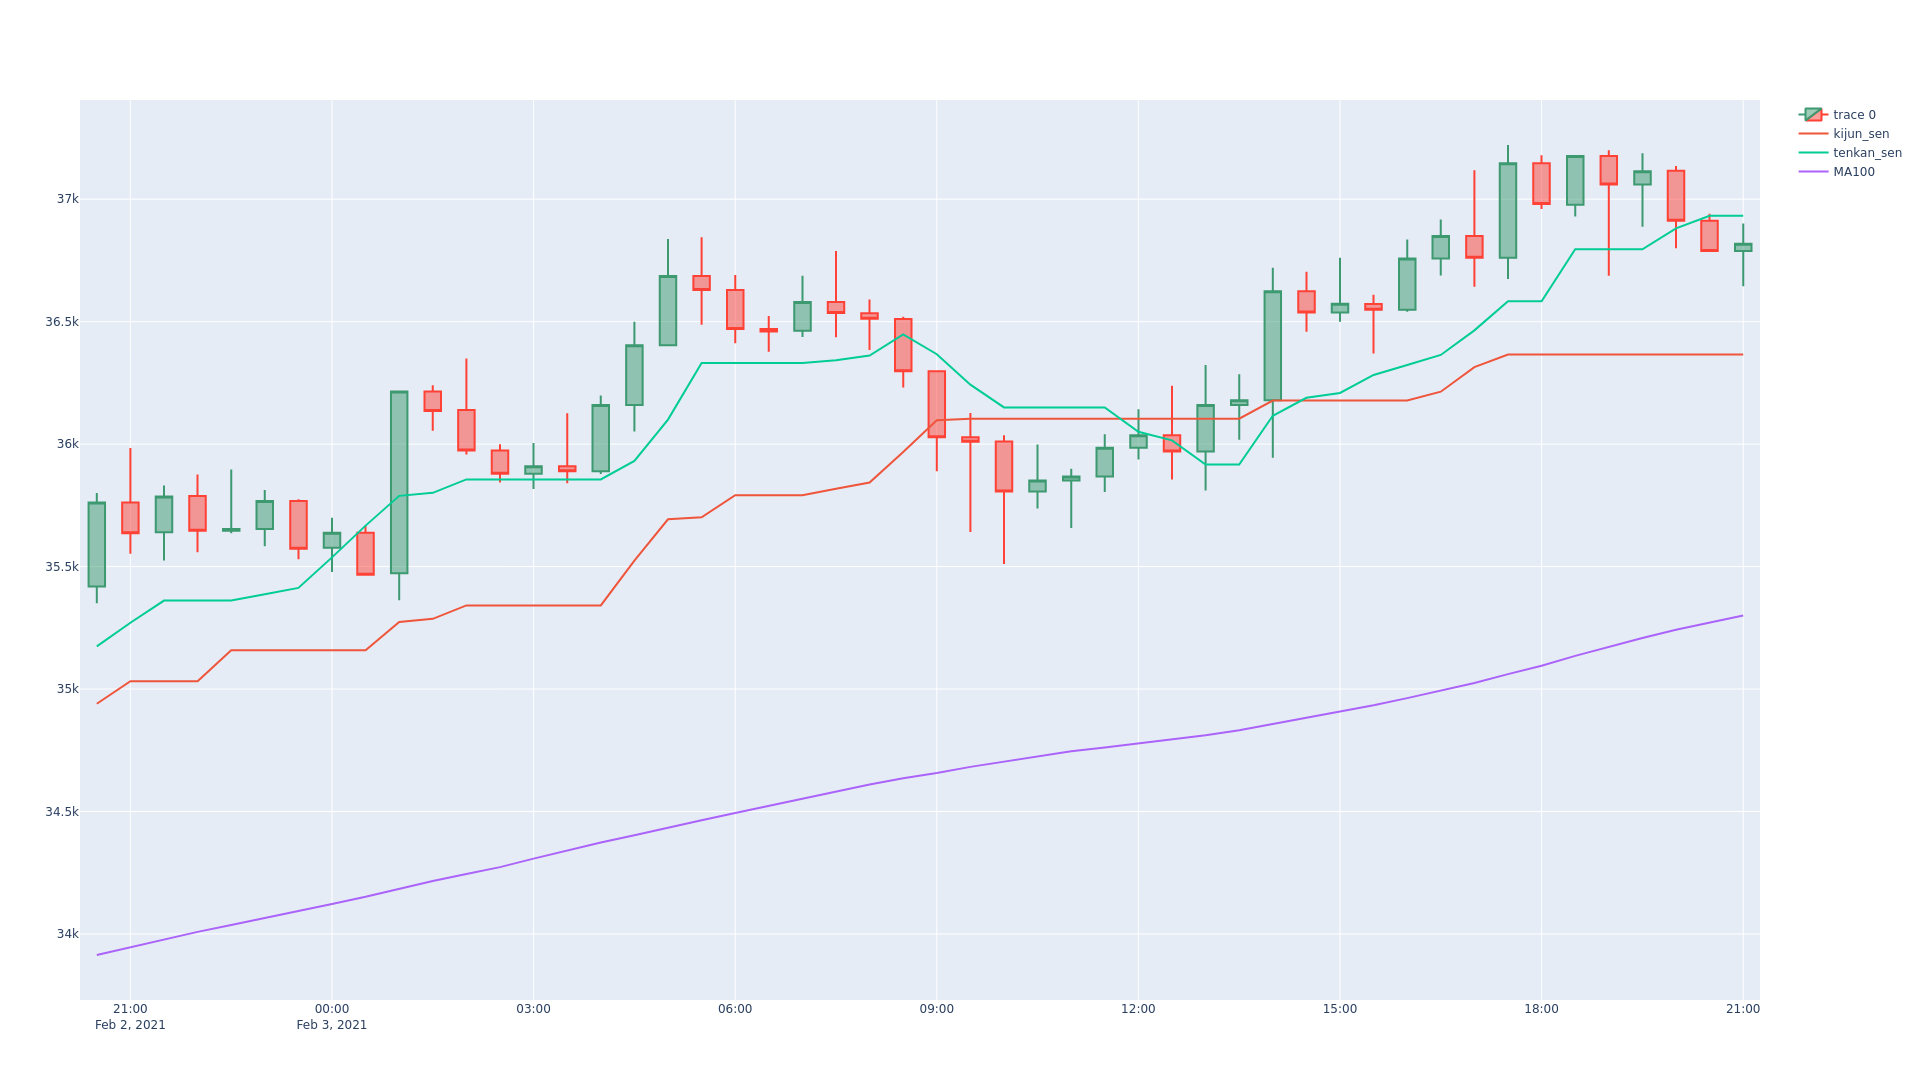 trace 0
kijun_sen
tenkan_sen
MA100
37k
36.5k
36k
35.5k
35k
34.5k
34k
21:00 00:00 03:00 06:00 09:00 12:00 15:00 18:00 21:00
Feb 2, 2021 Feb 3, 2021